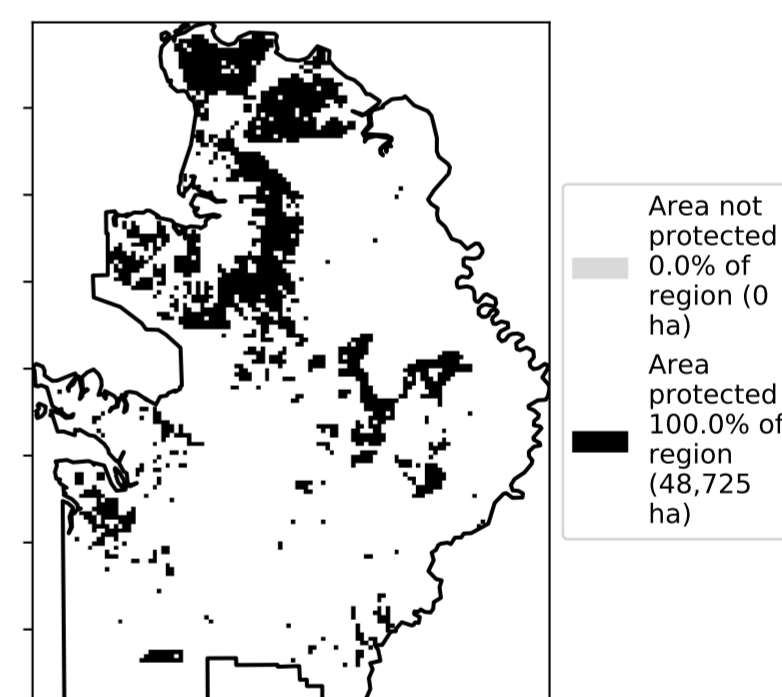 Area not
protected
0.0% of
region (0
ha)
Area
protected
100.0% of
region
(48,725
ha)